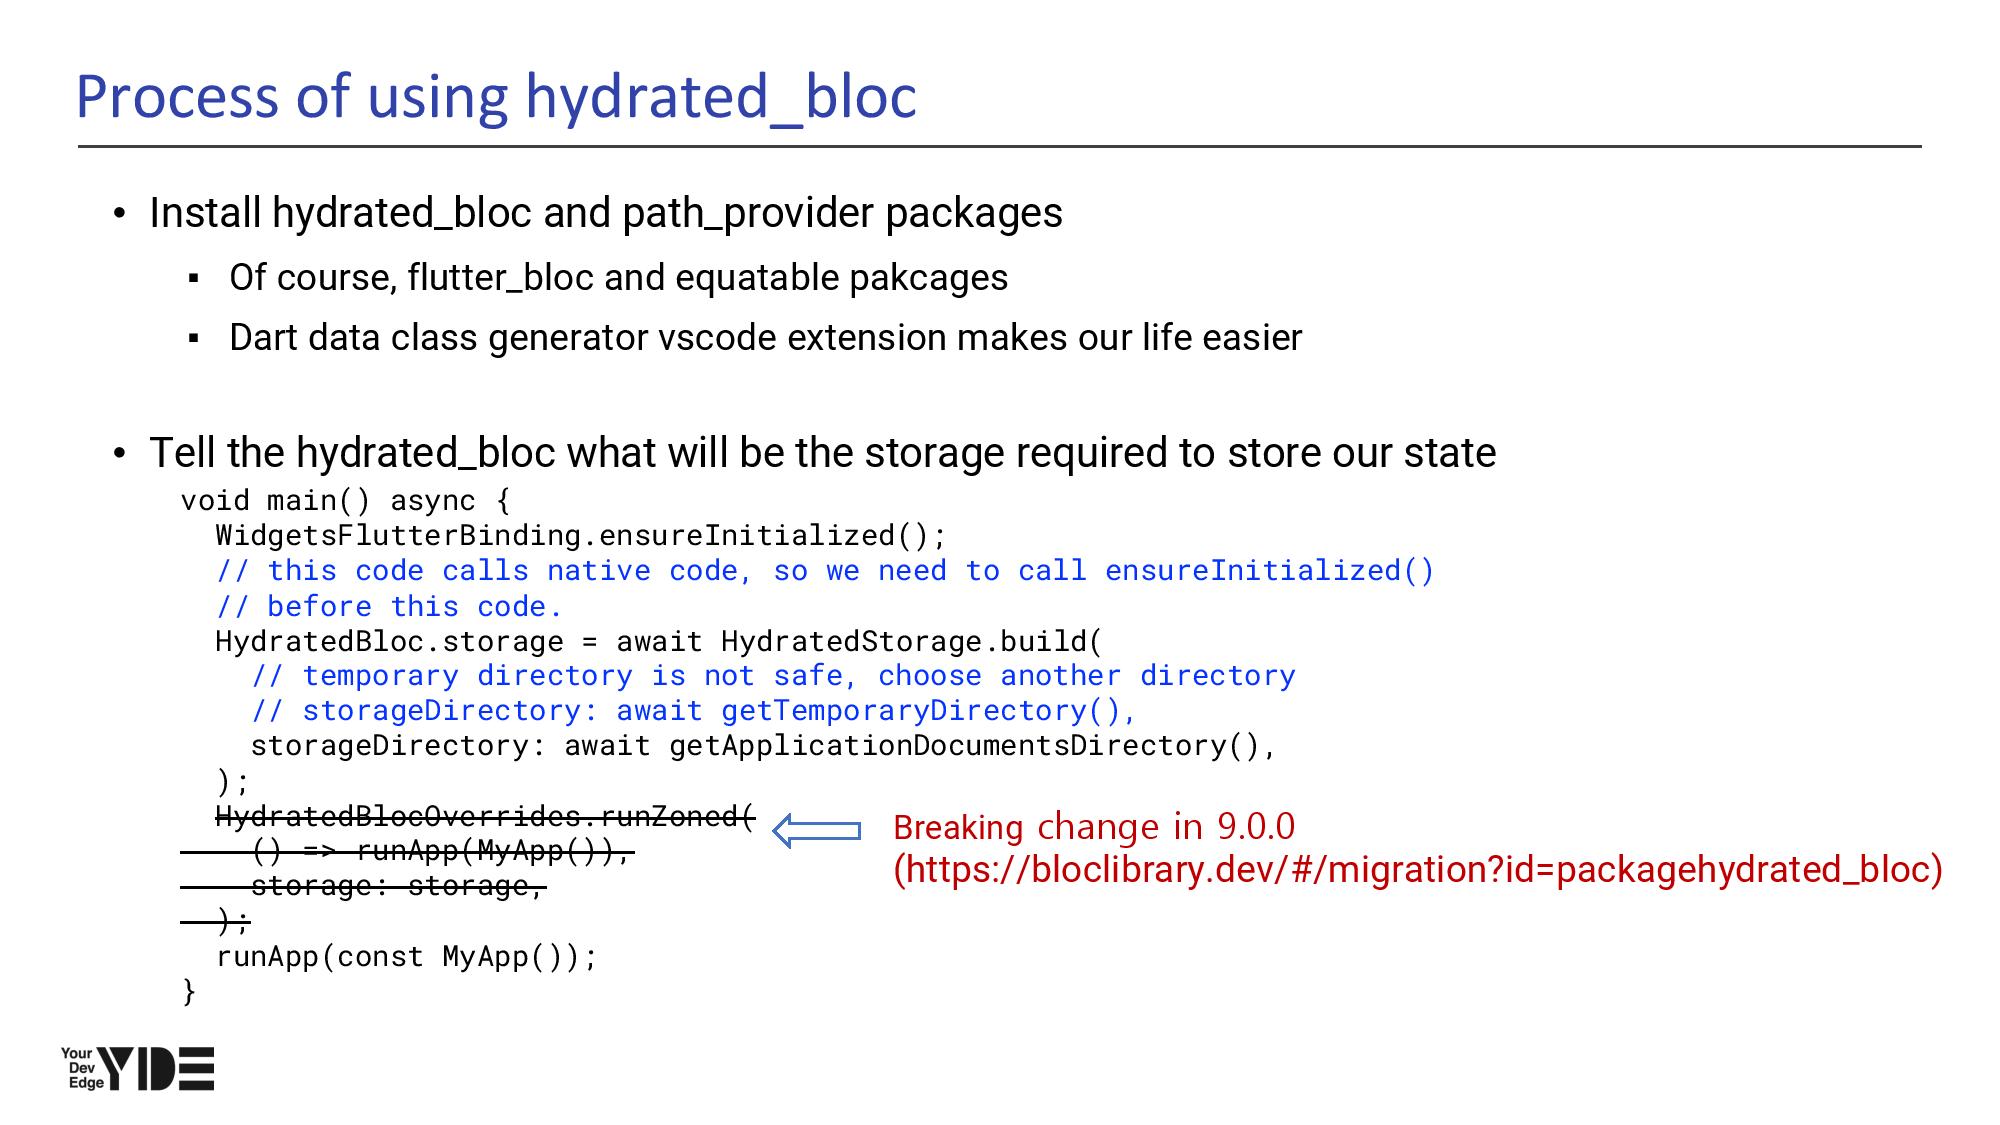 Process of using hydrated_bloc
• Install hydrated_bloc and path_provider packages
▪ Of course, flutter_bloc and equatable pakcages
▪ Dart data class generator vscode extension makes our life easier
• Tell the hydrated_bloc what will be the storage required to store our state
void main() async {
  WidgetsFlutterBinding.ensureInitialized();
  // this code calls native code, so we need to call ensureInitialized()
  // before this code.
  HydratedBloc.storage = await HydratedStorage.build(
    // temporary directory is not safe, choose another directory
    // storageDirectory: await getTemporaryDirectory(),
    storageDirectory: await getApplicationDocumentsDirectory(),
  );
  HydratedBlocOverrides.runZoned(
    () => runApp(MyApp()),
    storage: storage,
  );
  runApp(const MyApp());
}
Breaking change in 9.0.0
(https://bloclibrary.dev/#/migration?id=packagehydrated_bloc)
Your
Dev
Edge
YDE